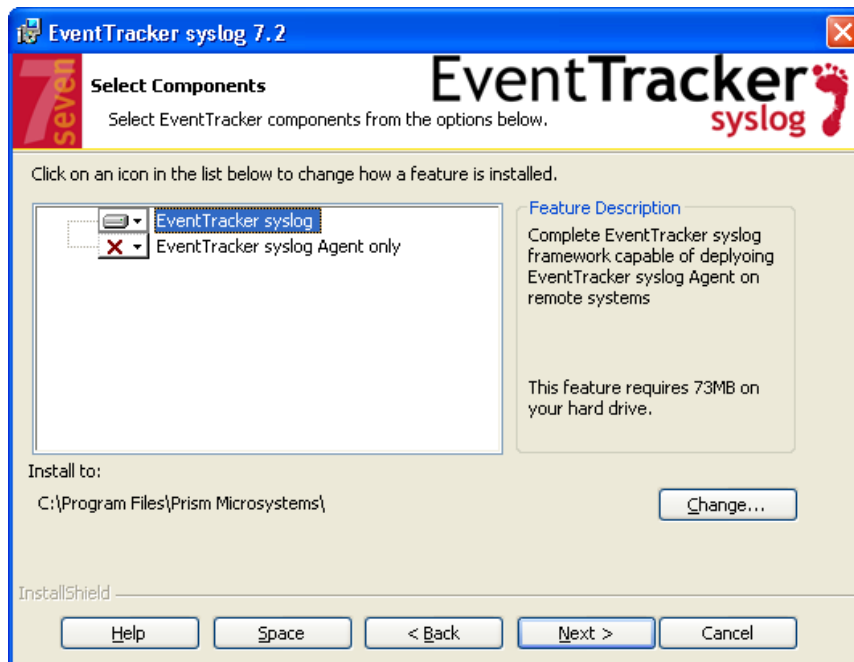 EventTracker syslog 7.2
7
seven
Select Components
Select EventTracker components from the options below.
EventTracker
syslog
Click on an icon in the list below to change how a feature is installed.
EventTracker syslog
EventTracker syslog Agent only
Feature Description
Complete EventTracker syslog
framework capable of deplyoing
EventTracker syslog Agent on
remote systems
This feature requires 73MB on
your hard drive.
Install to:
C:\Program Files\Prism Microsystems\
Change...
InstallShield
Help
Space
< Back
Next >
Cancel